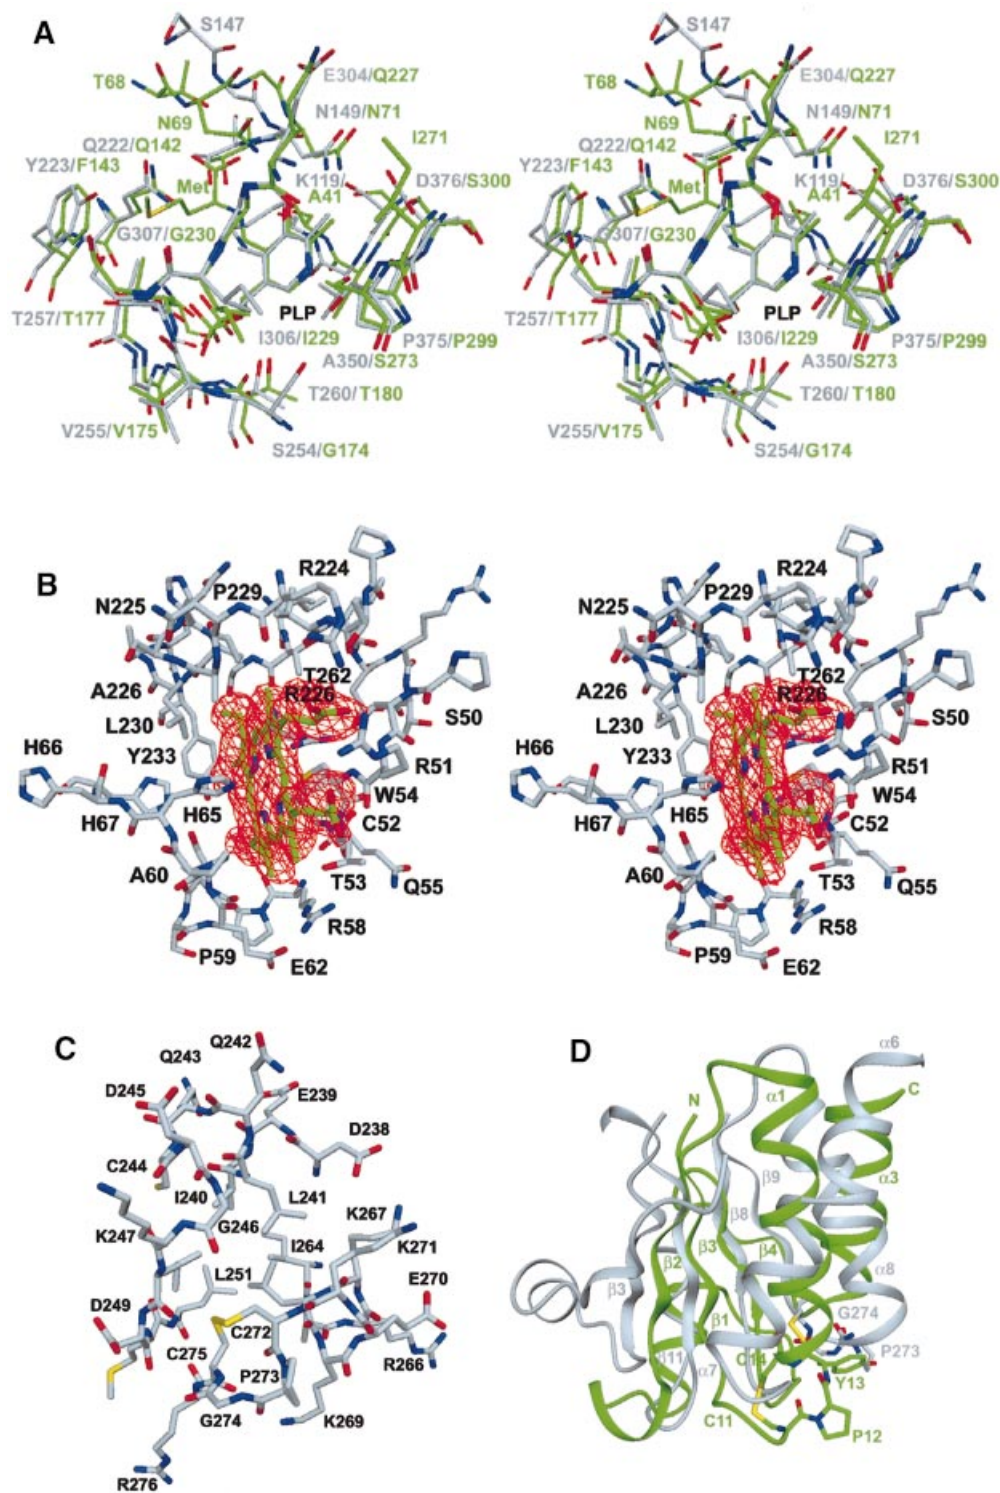 A
S147
T68
E304/Q227
N69
N149/N71
Q222/Q142
I271
Y223/F143
Met
K119/
A41
D376/S300
G307/G230
PLP
T257/T177
I306/I229
P375/P299
A350/S273
T260/T180
V255/V175
S254/G174
S147
T68
E304/Q227
N69
N149/N71
Q222/Q142
I271
Y223/F143
Met
K119/
A41
D376/S300
G307/G230
PLP
T257/T177
I306/I229
P375/P299
A350/S273
T260/T180
V255/V175
S254/G174
B
R224
P229
N225
T262
R226
A226
S50
L230
H66
Y233
R51
W54
H67
H65
C52
A60
T53
Q55
R58
P59
E62
R224
P229
N225
T262
R226
A226
S50
L230
H66
Y233
R51
W54
H67
H65
C52
A60
T53
Q55
R58
P59
E62
C
Q242
Q243
D245
E239
D238
C244
I240
L241
K247
G246
K267
I264
K271
L251
E270
D249
C272
C275
P273
R266
G274
K269
R276
D
α6
N
α1
C
β9
α3
β8
β3
β4
β2
β3
α8
G274
β1
P273
β11
C14
α7
Y13
C11
P12